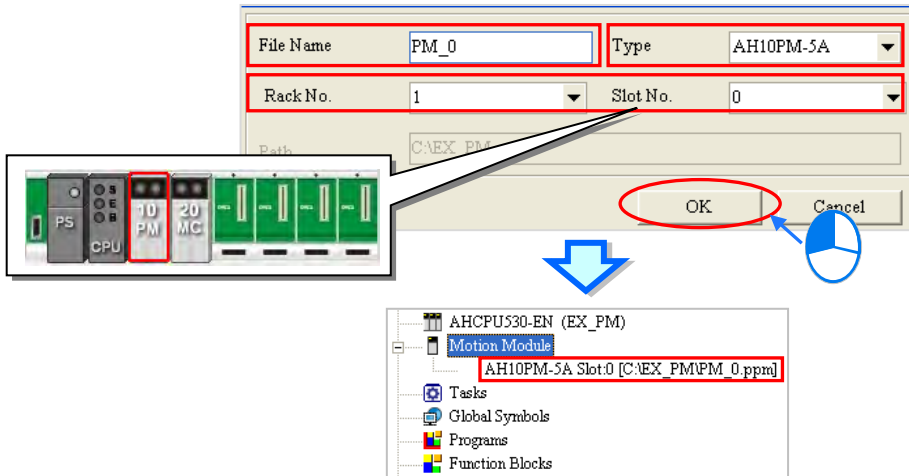 File Name PM_0 Type AH10PM-5A
Rack No. 1 Slot No. 0
Path C:\EX_PM
PS CPU S E B 10 PM 20 MC
OK Cancel
AHCPU530-EN (EX_PM)
Motion Module
AH10PM-5A Slot:0 [C:\EX_PM\PM_0.ppm]
Tasks
Global Symbols
Programs
Function Blocks